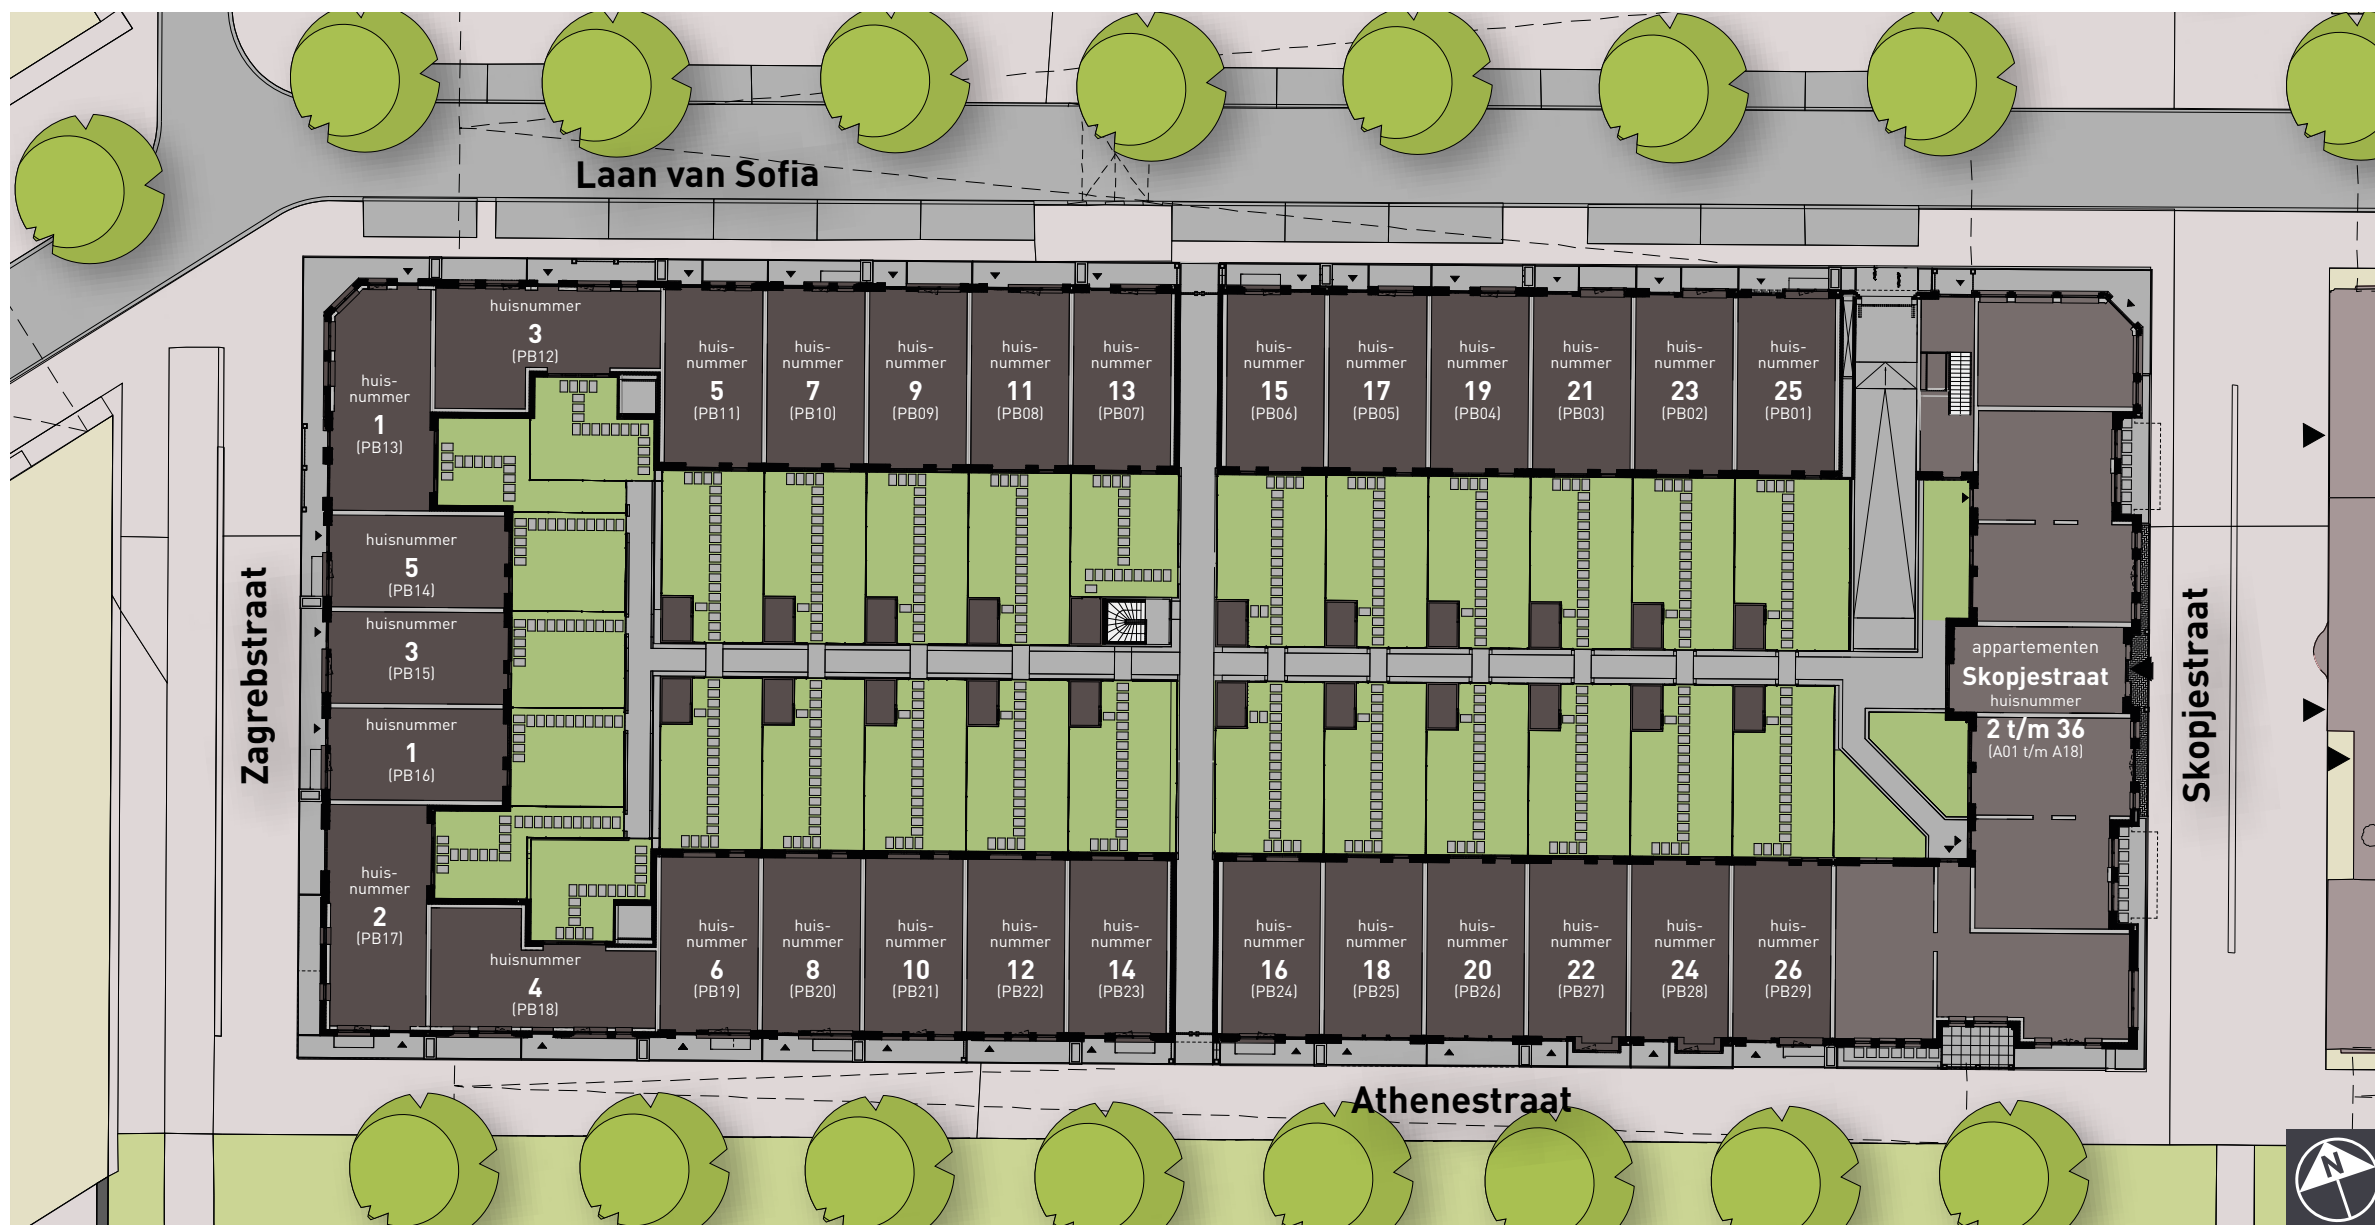 Laan van Sofia
huisnummer
3
(PB12)
huis-
nummer
1
(PB13)
huis-
nummer
5
(PB11)
huis-
nummer
7
(PB10)
huis-
nummer
9
(PB09)
huis-
nummer
11
(PB08)
huis-
nummer
13
(PB07)
huis-
nummer
15
(PB06)
huis-
nummer
17
(PB05)
huis-
nummer
19
(PB04)
huis-
nummer
21
(PB03)
huis-
nummer
23
(PB02)
huis-
nummer
25
(PB01)
Zagrebstraat
huisnummer
5
(PB14)
huisnummer
3
(PB15)
huisnummer
1
(PB16)
appartementen
Skopjestraat
huisnummer
2 t/m 36
(A01 t/m A18)
Skopjestraat
huis-
nummer
2
(PB17)
huisnummer
4
(PB18)
huis-
nummer
6
(PB19)
huis-
nummer
8
(PB20)
huis-
nummer
10
(PB21)
huis-
nummer
12
(PB22)
huis-
nummer
14
(PB23)
huis-
nummer
16
(PB24)
huis-
nummer
18
(PB25)
huis-
nummer
20
(PB26)
huis-
nummer
22
(PB27)
huis-
nummer
24
(PB28)
huis-
nummer
26
(PB29)
Athenestraat
N